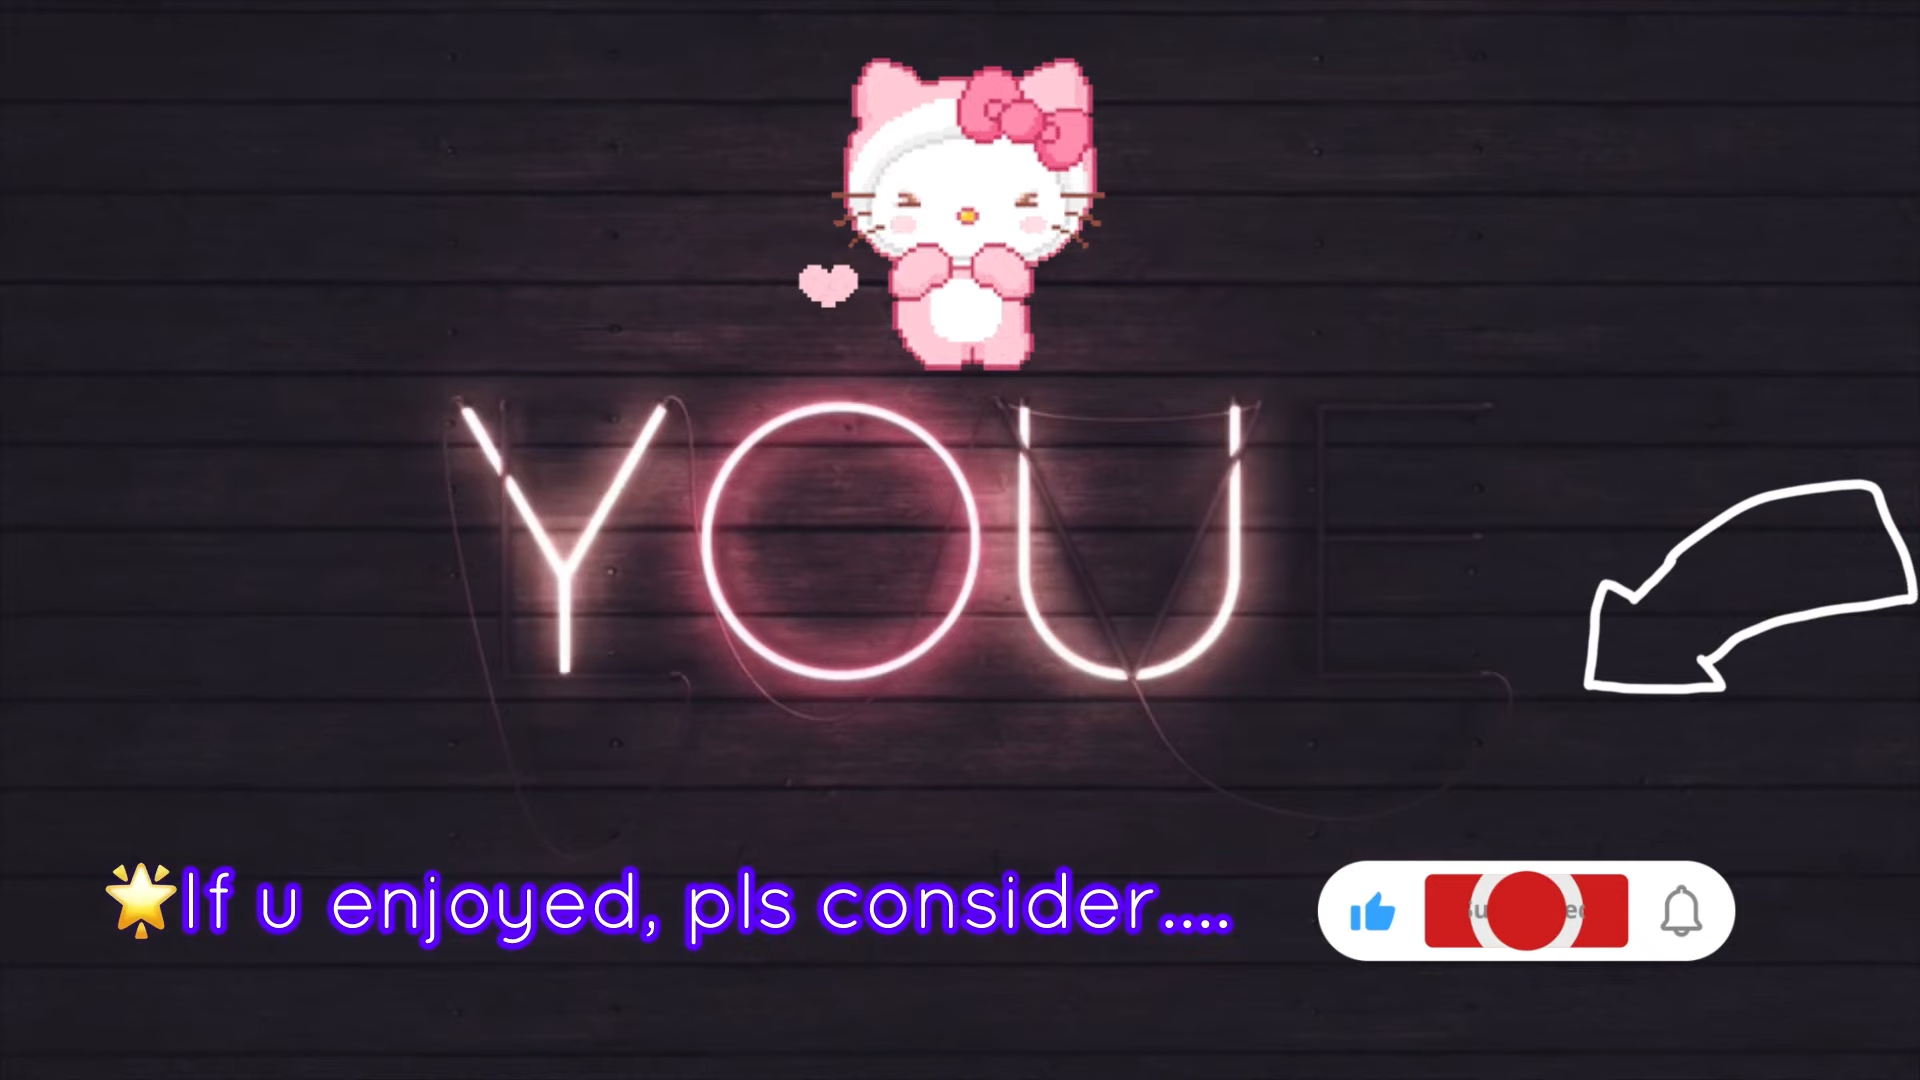 YOU
🌟If u enjoyed, pls consider....